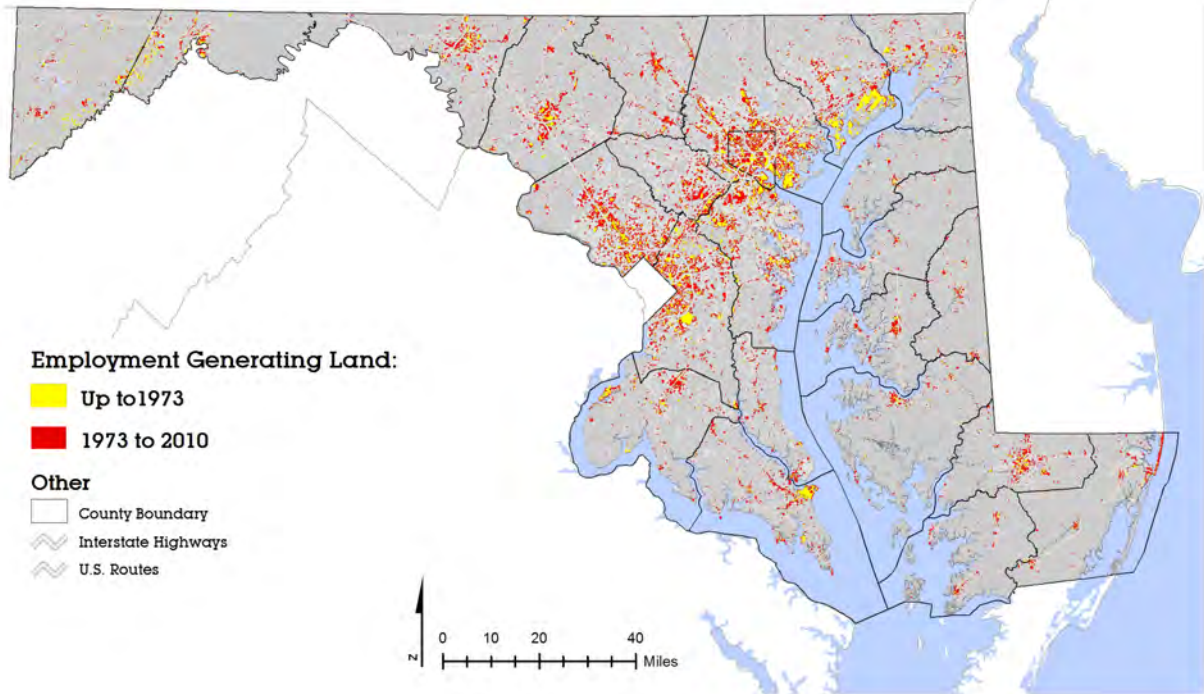 Employment Generating Land:
Up to1973
1973 to 2010
Other
County Boundary
Interstate Highways
U.S. Routes
N
0 10 20 40
Miles